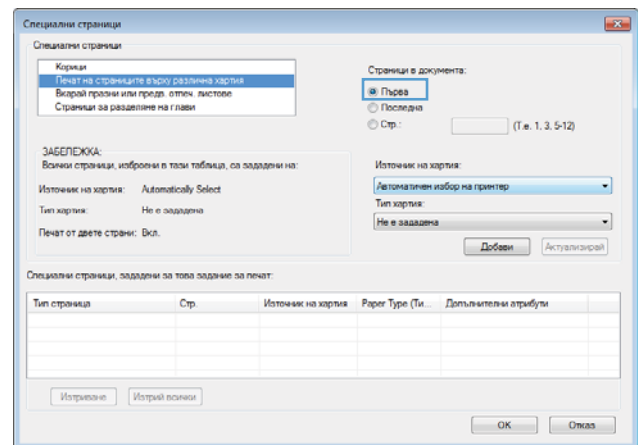 Специални страници
Специални страници
Корици
Печат на страниците върху различна хартия
Вкарай празни или предв. отпеч. листове
Страници за разделяне на глави
Страници в документа:
Първа
Последна
Стр.: (Т.е. 1, 3, 5-12)
ЗАБЕЛЕЖКА:
Всички страници, изброени в тази таблица, са зададени на:
Източник на хартия: Automatically Select
Тип хартия: Не е зададена
Печат от двете страни: Вкл.
Източник на хартия:
Автоматичен избор на принтер
Тип хартия:
Не е зададена
Добави Актуализирай
Специални страници, зададени за това задание за печат:
Тип страница Стр. Източник на хартия Paper Type (Ти... Допълнителни атрибути
Изтриване Изтрий всички
OK Отказ